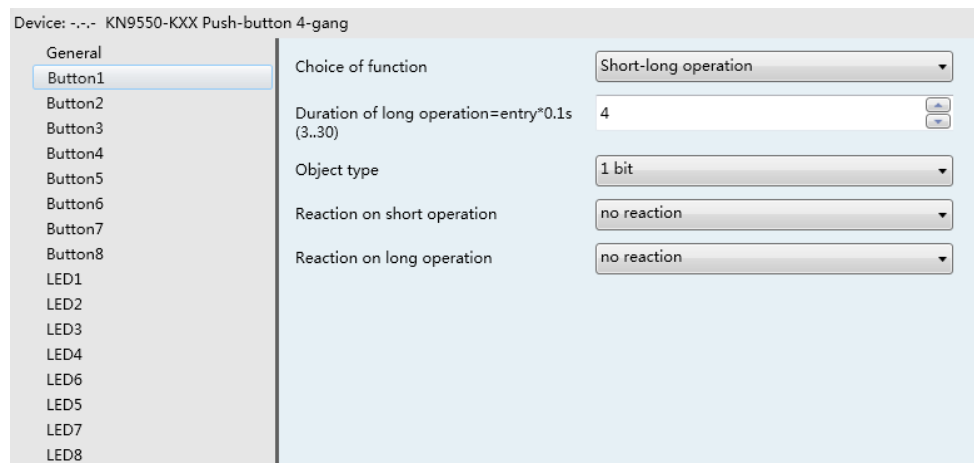 Device: -.-.- KN9550-KXX Push-button 4-gang
General
Button1
Button2
Button3
Button4
Button5
Button6
Button7
Button8
LED1
LED2
LED3
LED4
LED6
LED5
LED7
LED8
Choice of function
Short-long operation
Duration of long operation=entry*0.1s
(3..30)
4
Object type
1 bit
Reaction on short operation
no reaction
Reaction on long operation
no reaction